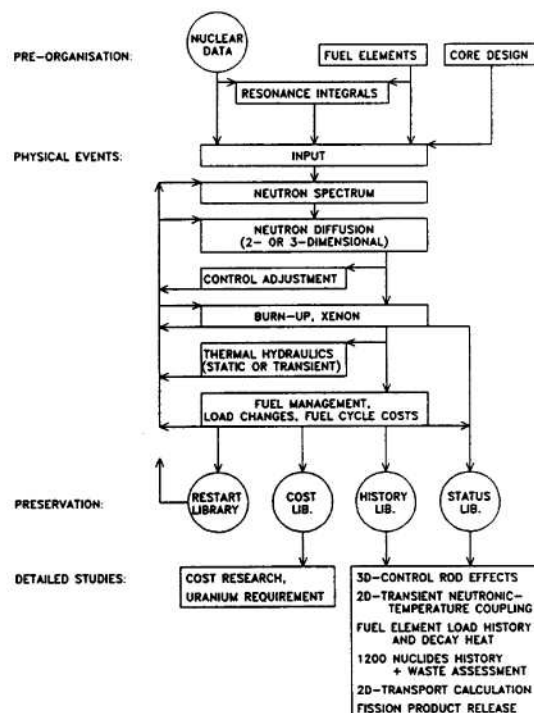 NUCLEAR
DATA
PRE-ORGANISATION:
FUEL ELEMENTS
CORE DESIGN
RESONANCE INTEGRALS
PHYSICAL EVENTS:
INPUT
NEUTRON SPECTRUM
NEUTRON DIFFUSION
(2- OR 3-DIMENSIONAL)
CONTROL ADJUSTMENT
BURN-UP, XENON
THERMAL HYDRAULICS
(STATIC OR TRANSIENT)
FUEL MANAGEMENT,
LOAD CHANGES, FUEL CYCLE COSTS
PRESERVATION:
RESTART
LIBRARY
COST
LIB.
HISTORY
LIB.
STATUS
LIB.
DETAILED STUDIES:
COST RESEARCH,
URANIUM REQUIREMENT
3D-CONTROL ROD EFFECTS
2D-TRANSIENT NEUTRONIC-
TEMPERATURE COUPLING
FUEL ELEMENT LOAD HISTORY
AND DECAY HEAT
1200 NUCLIDES HISTORY
+ WASTE ASSESSMENT
2D-TRANSPORT CALCULATION
FISSION PRODUCT RELEASE